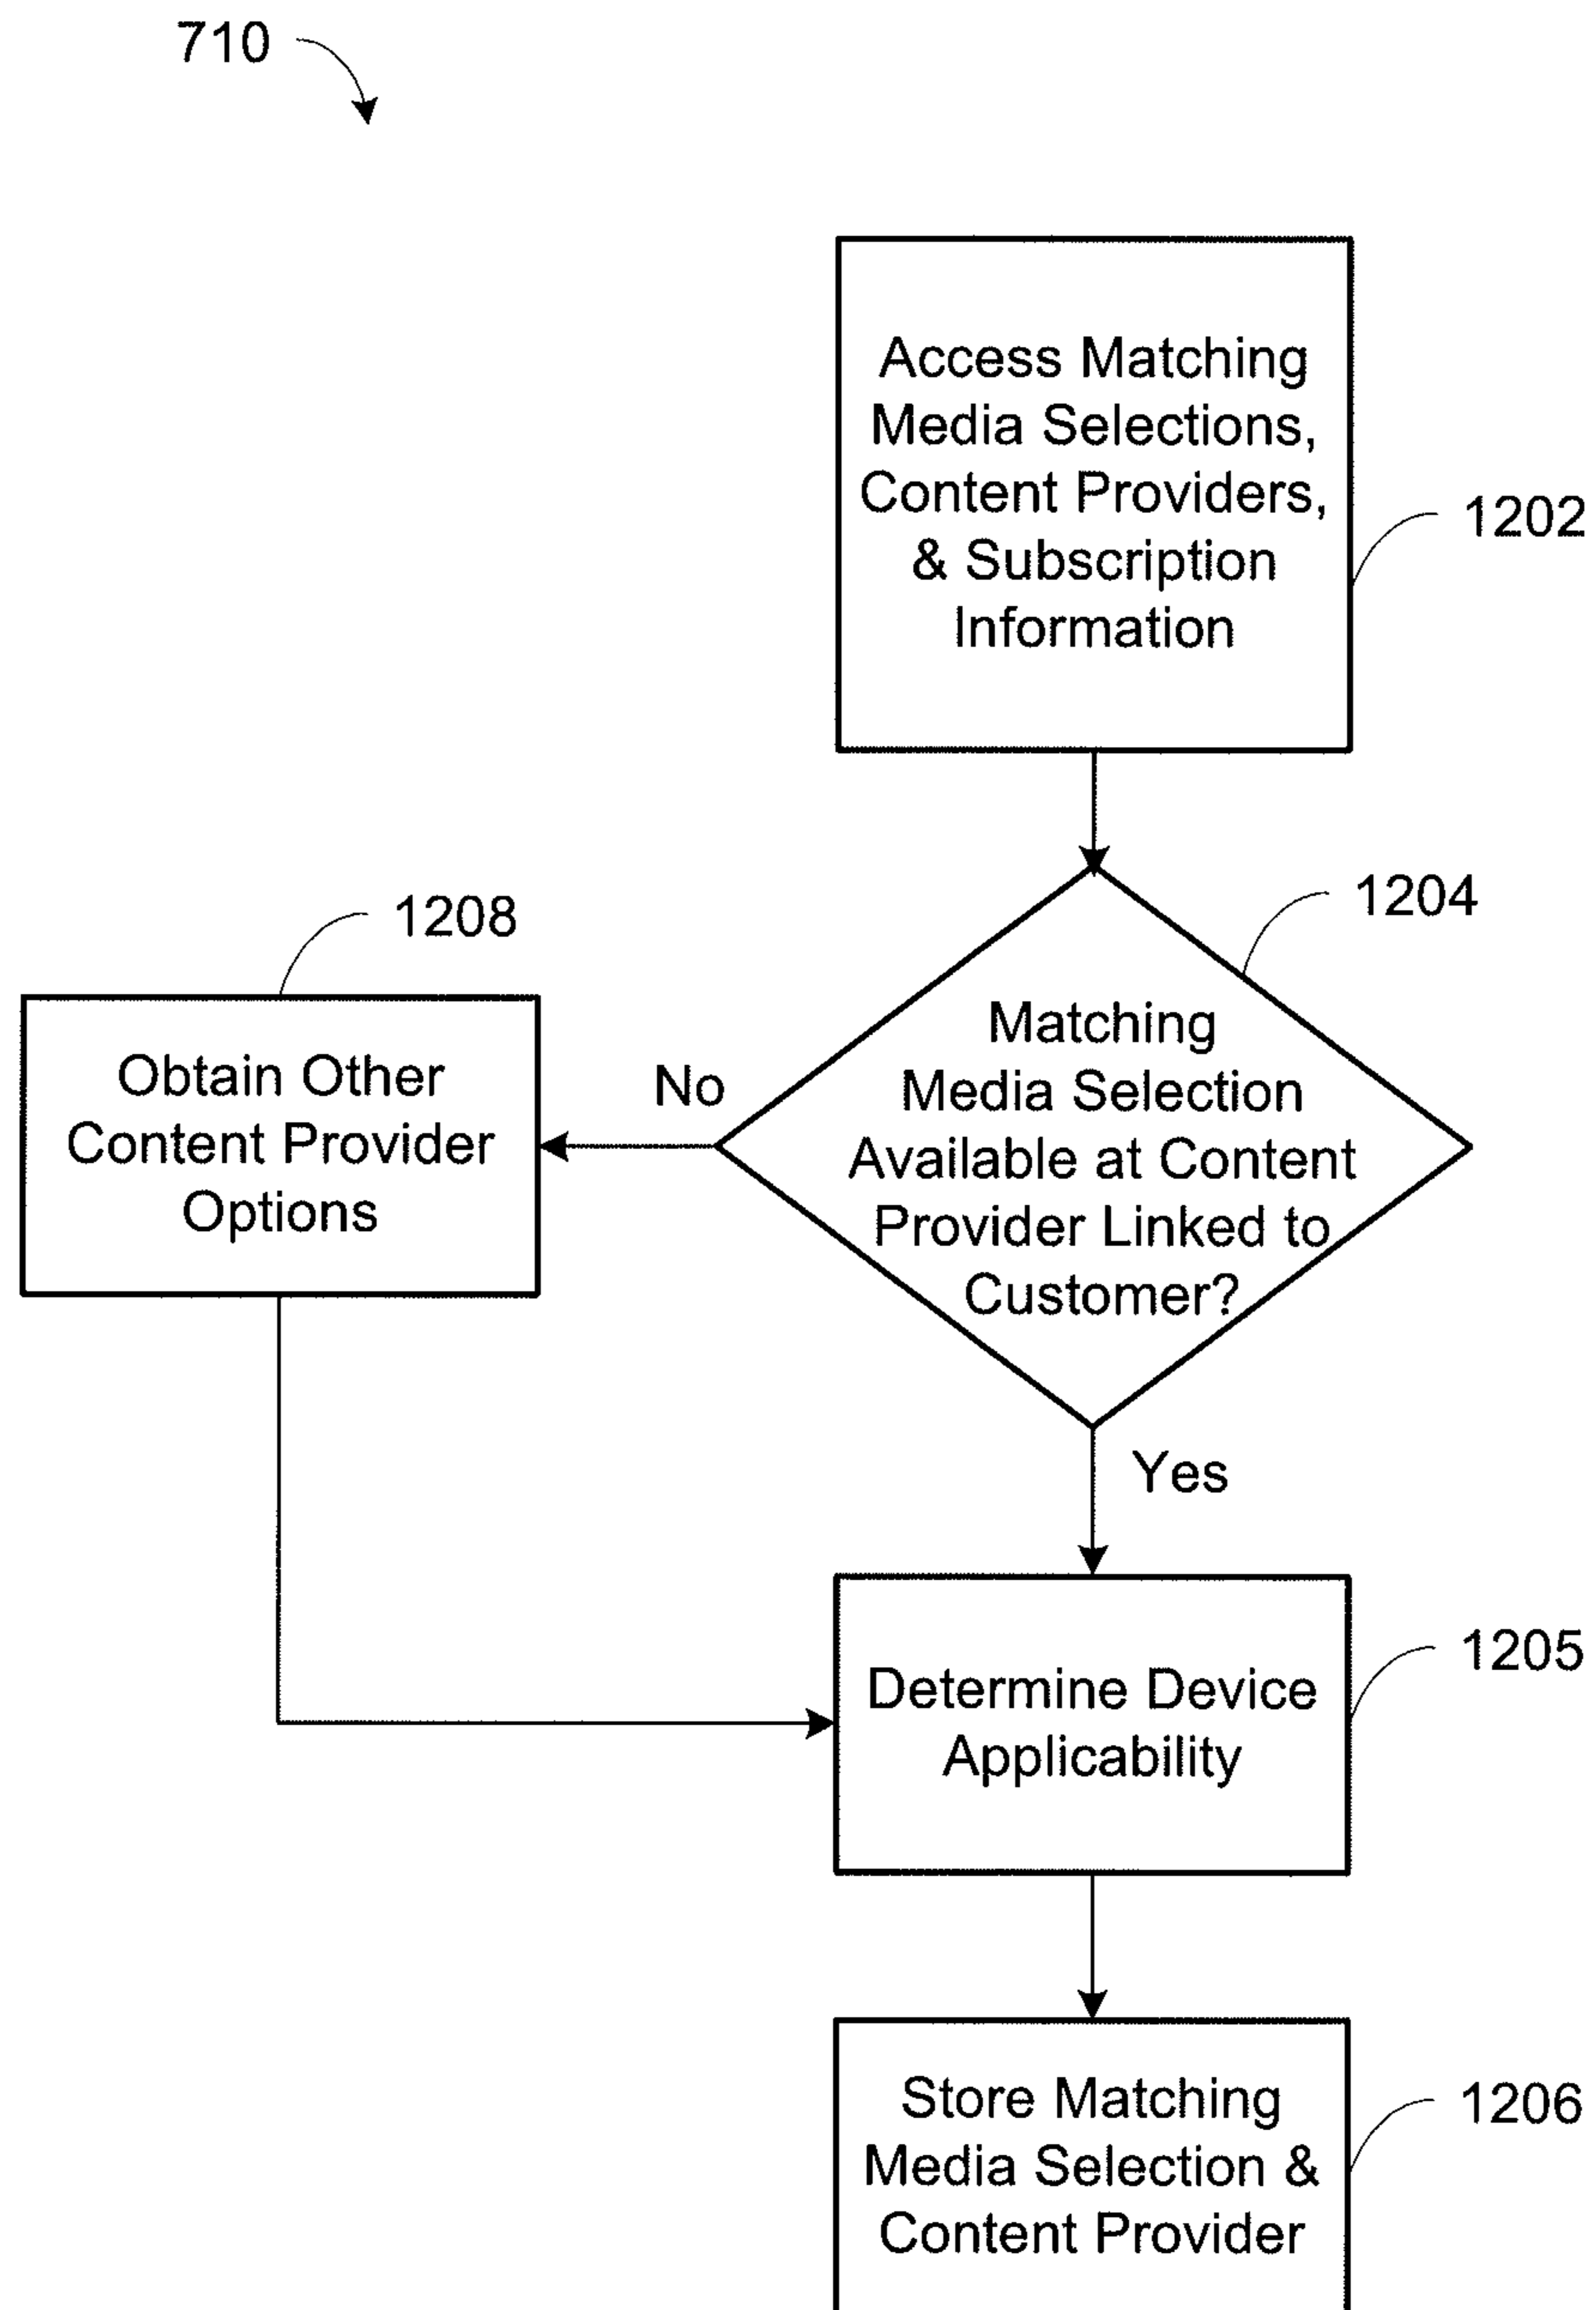 710
Access Matching
Media Selections,
Content Providers,
& Subscription
Information
1202
1204
Matching
Media Selection
Available at Content
Provider Linked to
Customer?
No
1208
Obtain Other
Content Provider
Options
Yes
1205
Determine Device
Applicability
1206
Store Matching
Media Selection &
Content Provider